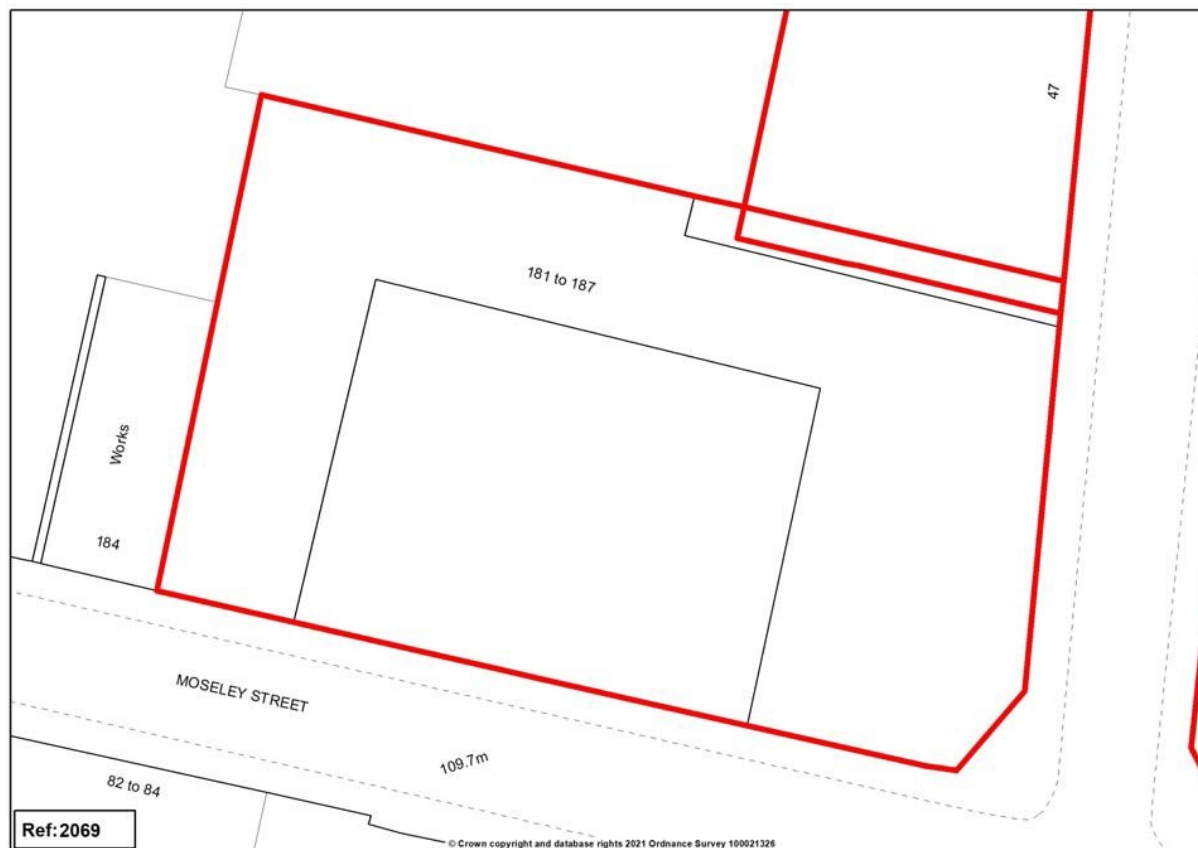 47
181 to 187
Works
184
MOSELEY STREET
109.7m
82 to 84
Ref:2069
© Crown copyright and database rights 2021 Ordnance Survey 100021326